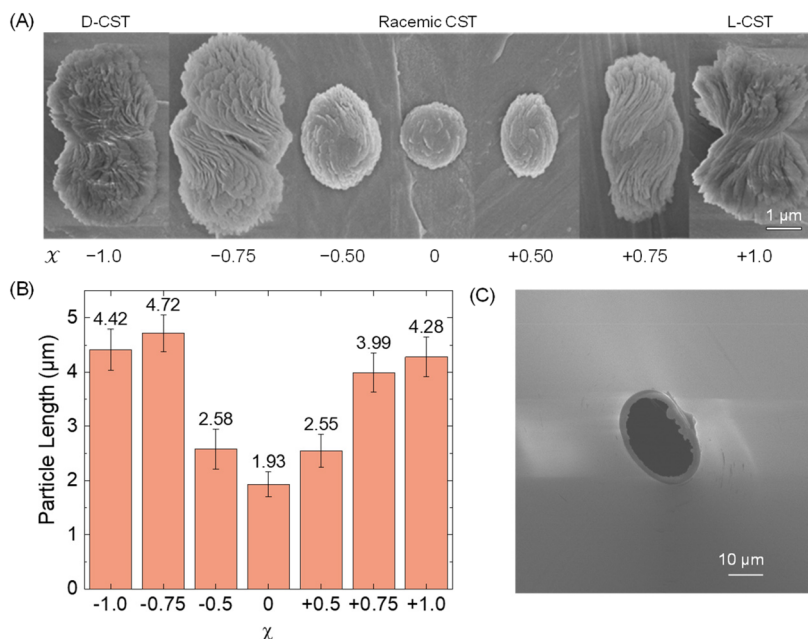 (A) D-CST Racemic CST L-CST
1 µm
χ −1.0 −0.75 −0.50 0 +0.50 +0.75 +1.0
(B)
Particle Length (µm)
5
4
3
2
1
0
4.42 4.72 2.58 1.93 2.55 3.99 4.28
-1.0 -0.75 -0.5 0 +0.5 +0.75 +1.0
χ
(C)
10 µm